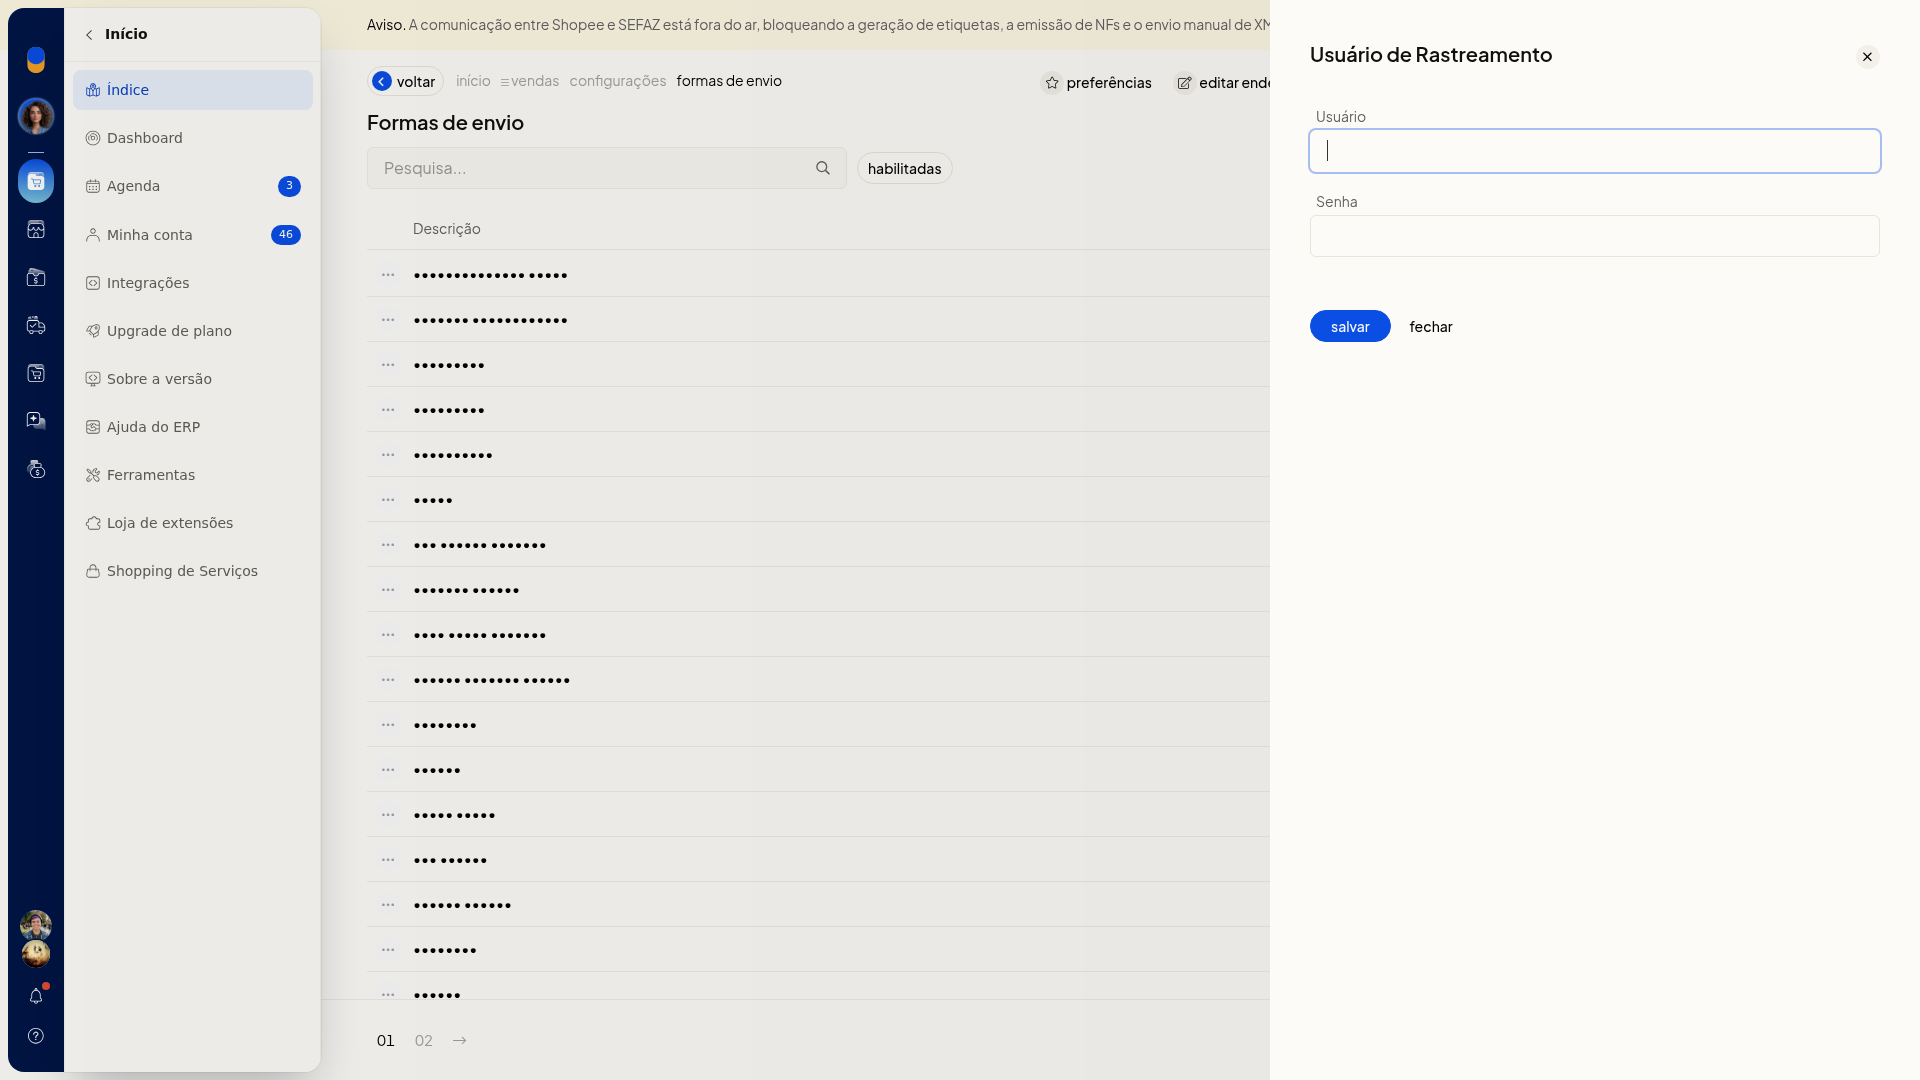 Início
Índice
Dashboard
Agenda 3
Minha conta 46
Integrações
Upgrade de plano
Sobre a versão
Ajuda do ERP
Ferramentas
Loja de extensões
Shopping de Serviços
Aviso. A comunicação entre Shopee e SEFAZ está fora do ar, bloqueando a geração de etiquetas, a emissão de NFs e o envio manual de XM
voltar início vendas configurações formas de envio
preferências editar ende
Formas de envio
Pesquisa...
habilitadas
Descrição
•••••••••••••• •••••
••••••• ••••••••••••
•••••••••
•••••••••
••••••••••
•••••
••• •••••• •••••••
••••••• ••••••
•••• ••••• •••••••
•••••• ••••••• ••••••
••••••••
••••••
••••• •••••
••• ••••••
•••••• ••••••
••••••••
••••••
01 02 →
Usuário de Rastreamento
Usuário
Senha
salvar fechar